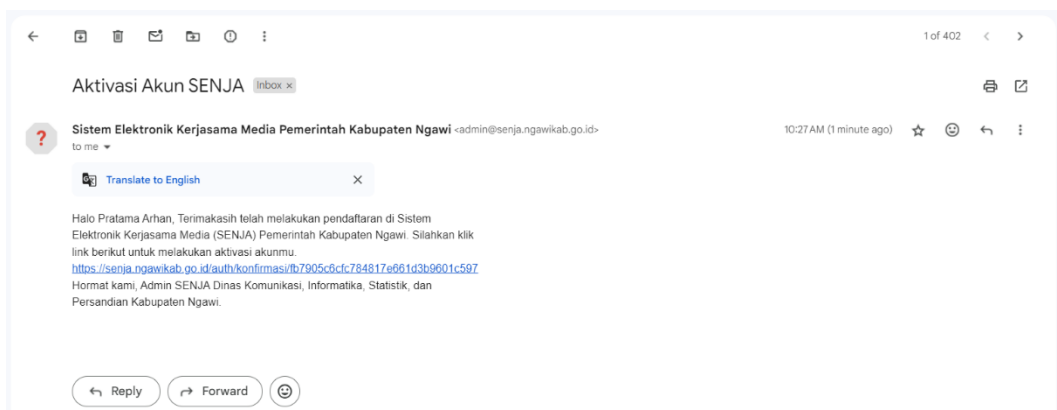 1 of 402
Aktivasi Akun SENJA Inbox ×
Sistem Elektronik Kerjasama Media Pemerintah Kabupaten Ngawi <admin@senja.ngawikab.go.id> 10:27 AM (1 minute ago)
to me
Translate to English
Halo Pratama Arhan, Terimakasih telah melakukan pendaftaran di Sistem
Elektronik Kerjasama Media (SENJA) Pemerintah Kabupaten Ngawi. Silahkan klik
link berikut untuk melakukan aktivasi akunmu.
https://senja.ngawikab.go.id/auth/konfirmasi/fb7905c6cfc784817e661d3b9601c597
Hormat kami, Admin SENJA Dinas Komunikasi, Informatika, Statistik, dan
Persandian Kabupaten Ngawi.
Reply Forward